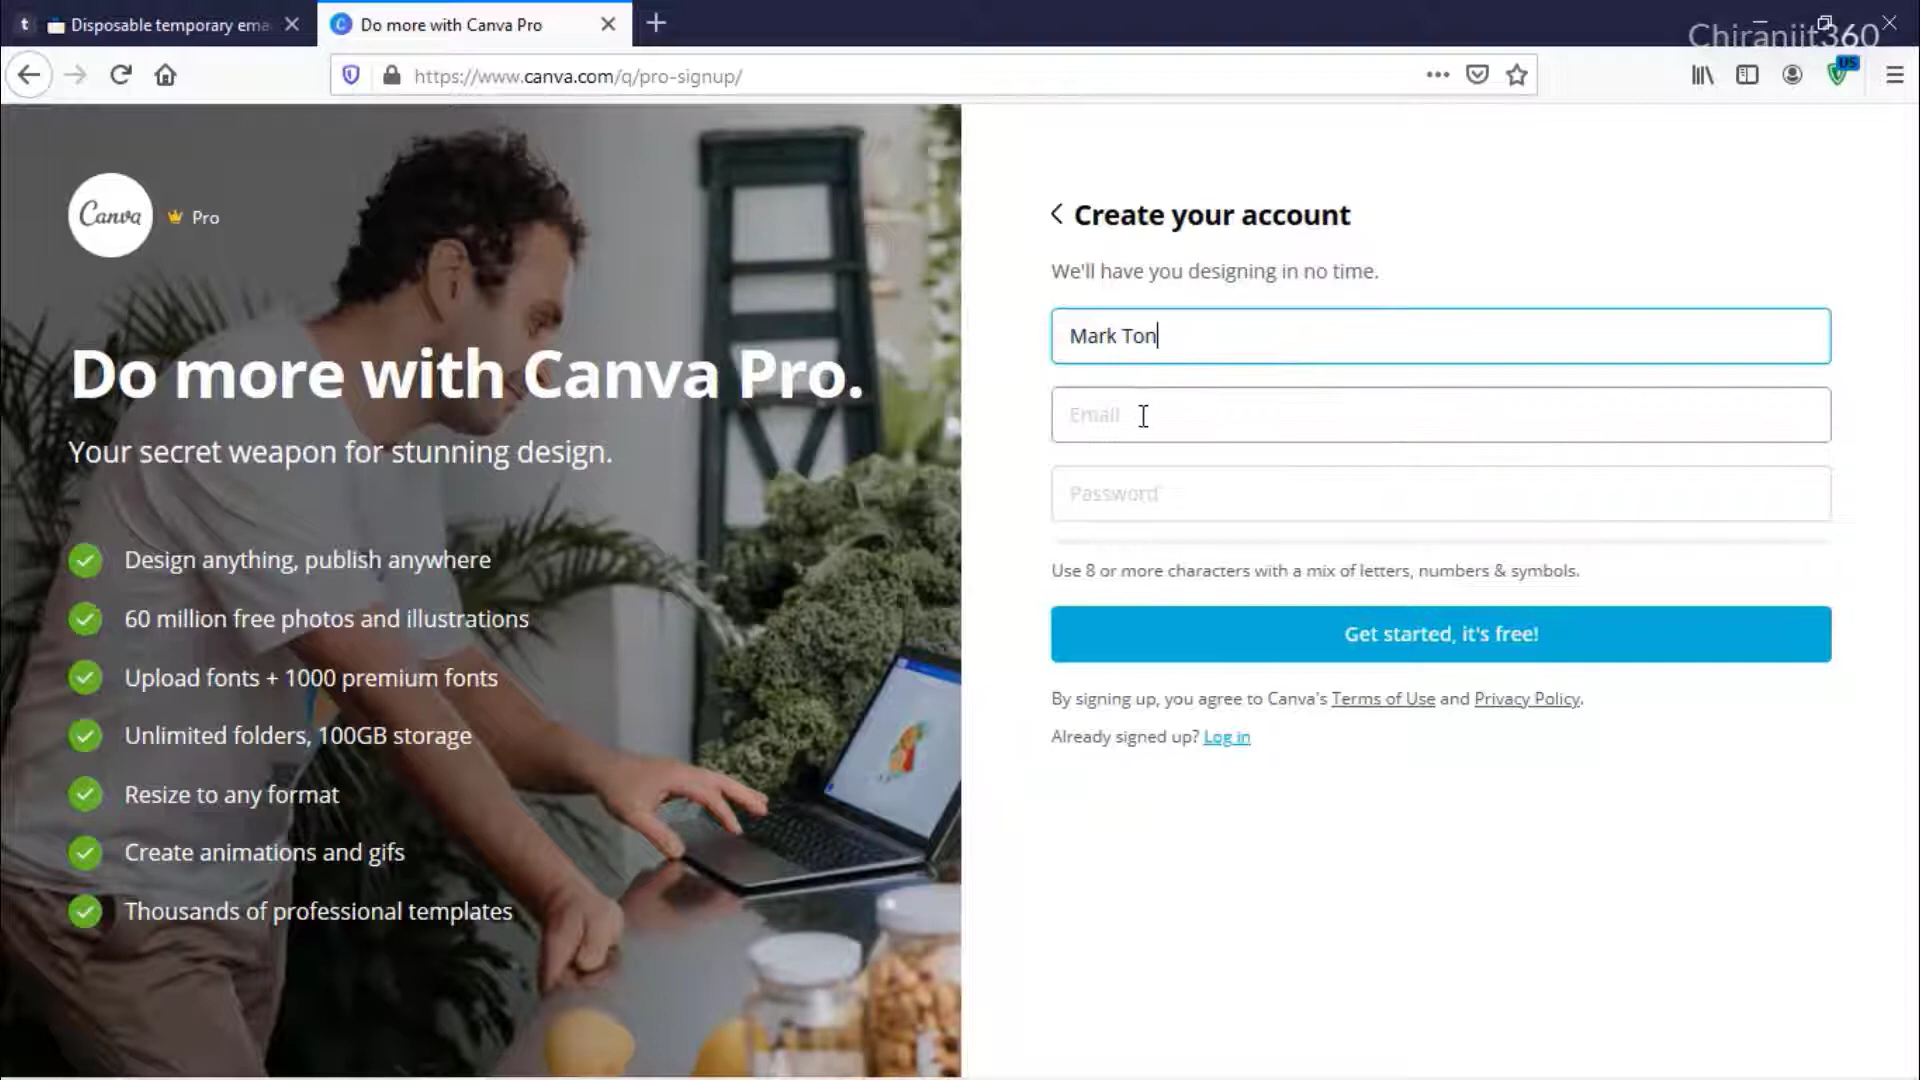 t Disposable temporary ema
Do more with Canva Pro
Chiranjit360
https://www.canva.com/q/pro-signup/
US
Canva Pro
Do more with Canva Pro.
Your secret weapon for stunning design.
Design anything, publish anywhere
60 million free photos and illustrations
Upload fonts + 1000 premium fonts
Unlimited folders, 100GB storage
Resize to any format
Create animations and gifs
Thousands of professional templates
Create your account
We'll have you designing in no time.
Mark Ton
Email
Password
Use 8 or more characters with a mix of letters, numbers & symbols.
Get started, it's free!
By signing up, you agree to Canva's Terms of Use and Privacy Policy.
Already signed up? Log in